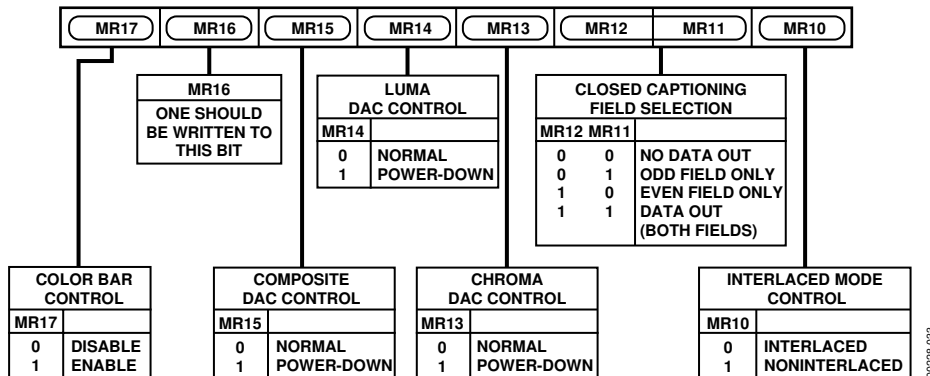 MR17 MR16 MR15 MR14 MR13 MR12 MR11 MR10
MR16
ONE SHOULD
BE WRITTEN TO
THIS BIT
LUMA
DAC CONTROL
MR14
0 NORMAL
1 POWER-DOWN
CLOSED CAPTIONING
FIELD SELECTION
MR12 MR11
0 0 NO DATA OUT
0 1 ODD FIELD ONLY
1 0 EVEN FIELD ONLY
1 1 DATA OUT
(BOTH FIELDS)
COLOR BAR
CONTROL
MR17
0 DISABLE
1 ENABLE
COMPOSITE
DAC CONTROL
MR15
0 NORMAL
1 POWER-DOWN
CHROMA
DAC CONTROL
MR13
0 NORMAL
1 POWER-DOWN
INTERLACED MODE
CONTROL
MR10
0 INTERLACED
1 NONINTERLACED